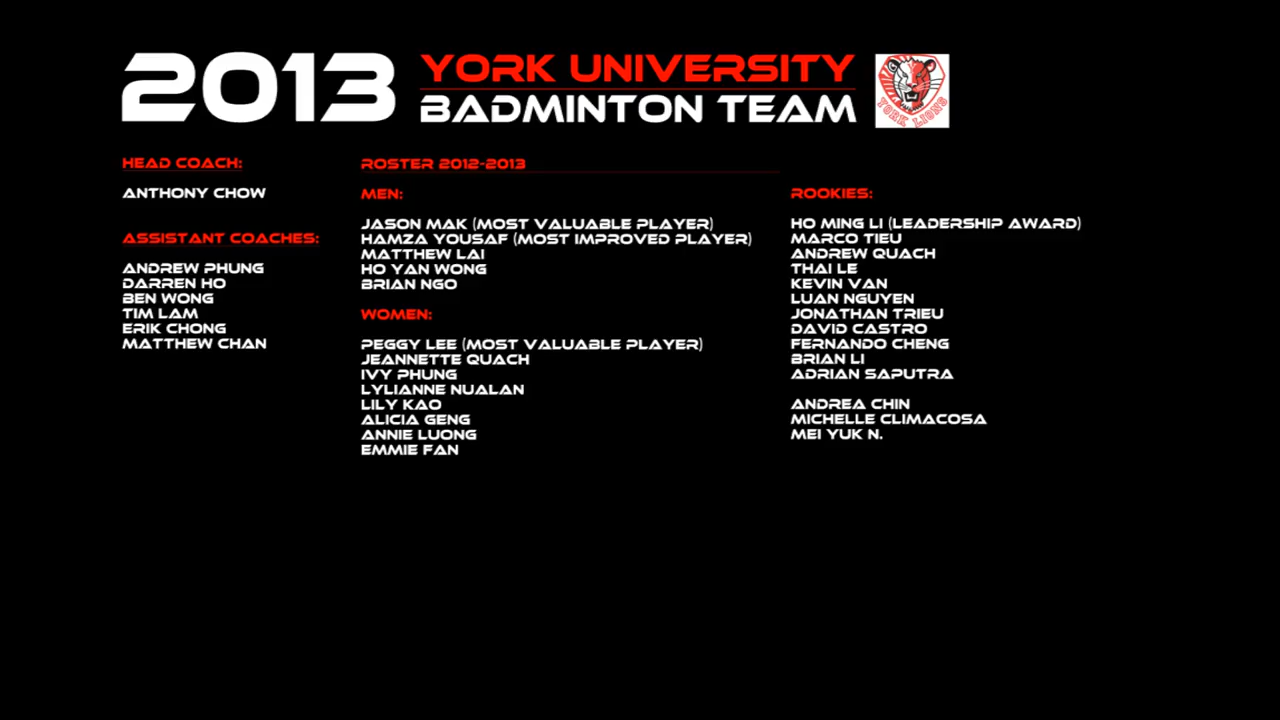 2013
YORK UNIVERSITY
BADMINTON TEAM
YORK LIONS
HEAD COACH:
ANTHONY CHOW
ASSISTANT COACHES:
ANDREW PHUNG
DARREN HO
BEN WONG
TIM LAM
ERIK CHONG
MATTHEW CHAN
ROSTER 2012-2013
MEN:
JASON MAK (MOST VALUABLE PLAYER)
HAMZA YOUSAF (MOST IMPROVED PLAYER)
MATTHEW LAI
HO YAN WONG
BRIAN NGO
WOMEN:
PEGGY LEE (MOST VALUABLE PLAYER)
JEANNETTE QUACH
IVY PHUNG
LYLIANNE NUALAN
LILY KAO
ALICIA GENG
ANNIE LUONG
EMMIE FAN
ROOKIES:
HO MING LI (LEADERSHIP AWARD)
MARCO TIEU
ANDREW QUACH
THAI LE
KEVIN VAN
LUAN NGUYEN
JONATHAN TRIEU
DAVID CASTRO
FERNANDO CHENG
BRIAN LI
ADRIAN SAPUTRA
ANDREA CHIN
MICHELLE CLIMACOSA
MEI YUK N.